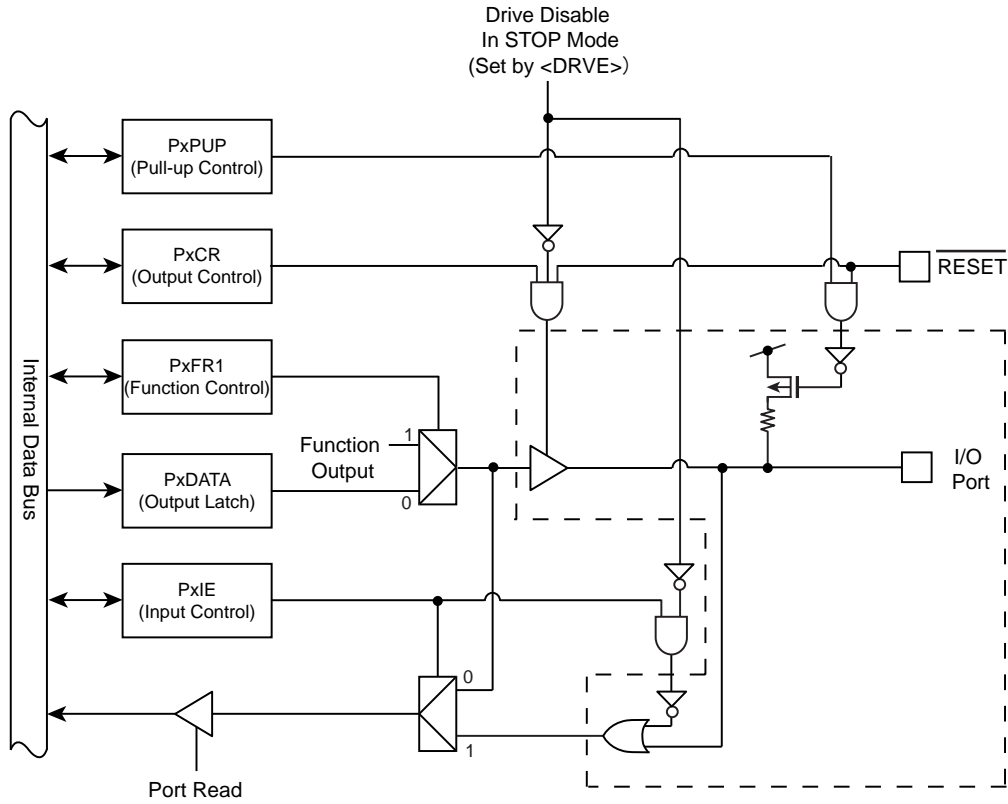 Drive Disable
In STOP Mode
(Set by <DRVE>)
PxPUP
(Pull-up Control)
PxCR
(Output Control)
RESET
PxFR1
(Function Control)
Internal Data Bus
1
Function
Output
0
PxDATA
(Output Latch)
I/O
Port
PxIE
(Input Control)
0
1
Port Read